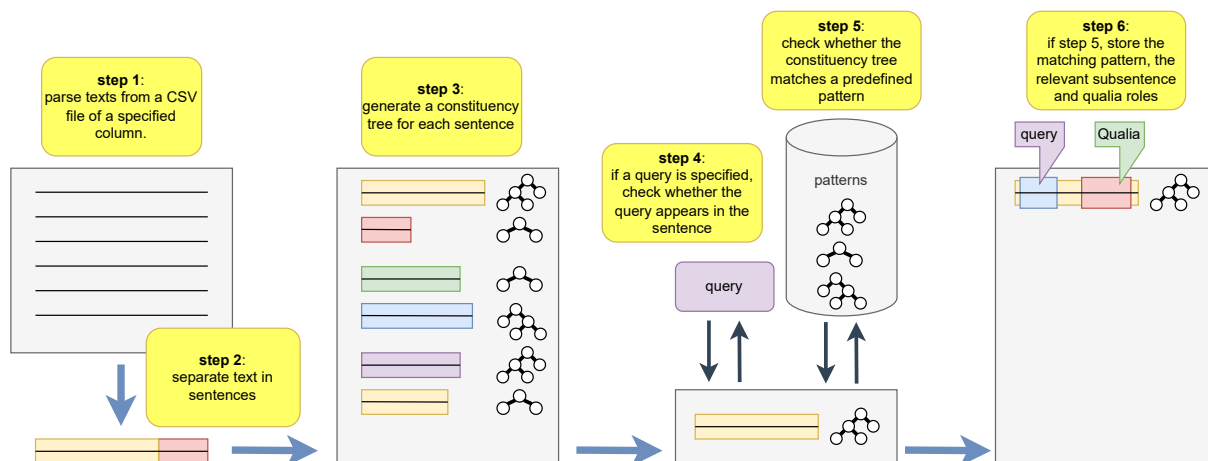 step 1:
parse texts from a CSV
file of a specified
column.
step 2:
separate text in
sentences
step 3:
generate a constituency
tree for each sentence
step 4:
if a query is specified,
check whether the
query appears in the
sentence
query
step 5:
check whether the
constituency tree
matches a predefined
pattern
patterns
step 6:
if step 5, store the
matching pattern, the
relevant subsentence
and qualia roles
query
Qualia